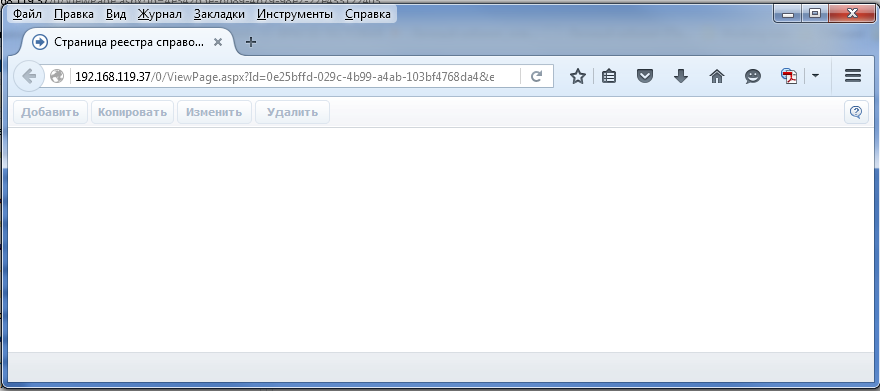 Файл Правка Вид Журнал Закладки Инструменты Справка
Страница реестра справо...
192.168.119.37/0/ViewPage.aspx?Id=0e25bffd-029c-4b99-a4ab-103bf4768da4&e
Добавить Копировать Изменить Удалить